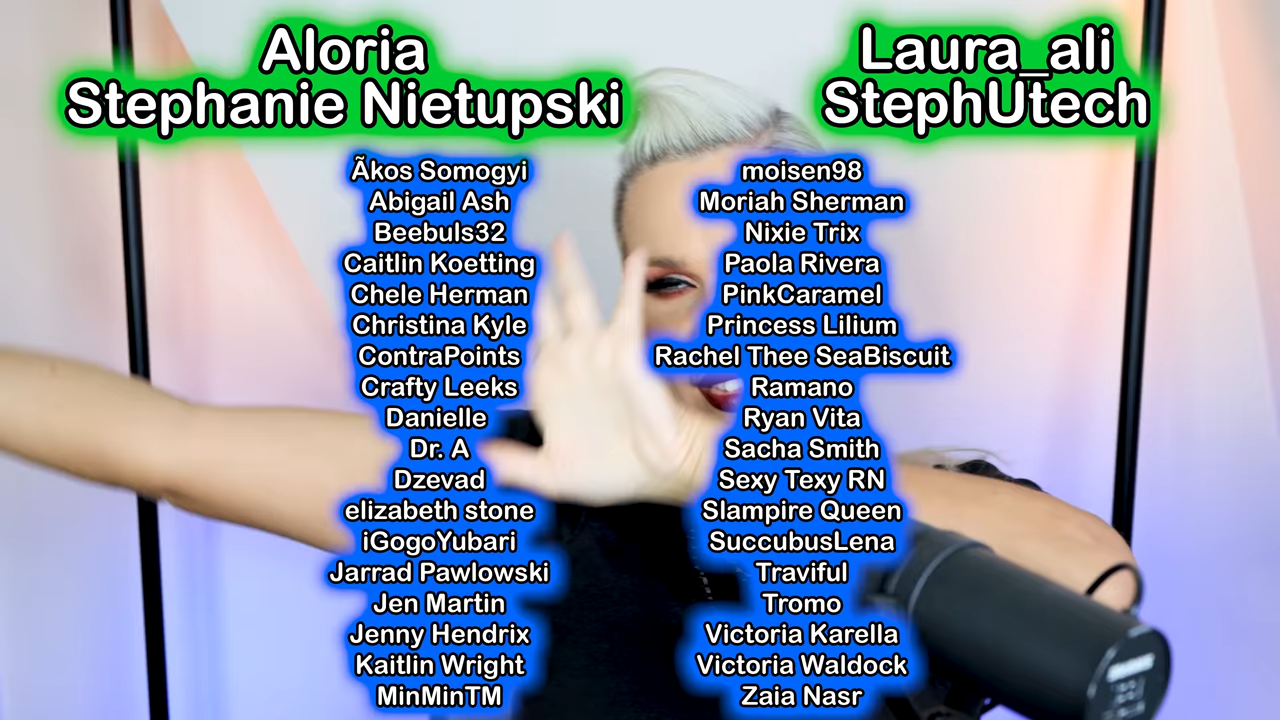 Aloria
Stephanie Nietupski
Laura_ali
StephUtech
Ãkos Somogyi
Abigail Ash
Beebuls32
Caitlin Koetting
Chele Herman
Christina Kyle
ContraPoints
Crafty Leeks
Danielle
Dr. A
Dzevad
elizabeth stone
iGogoYubari
Jarrad Pawlowski
Jen Martin
Jenny Hendrix
Kaitlin Wright
MinMinTM
moisen98
Moriah Sherman
Nixie Trix
Paola Rivera
PinkCaramel
Princess Lilium
Rachel Thee SeaBiscuit
Ramano
Ryan Vita
Sacha Smith
Sexy Texy RN
Slampire Queen
SuccubusLena
Traviful
Tromo
Victoria Karella
Victoria Waldock
Zaia Nasr